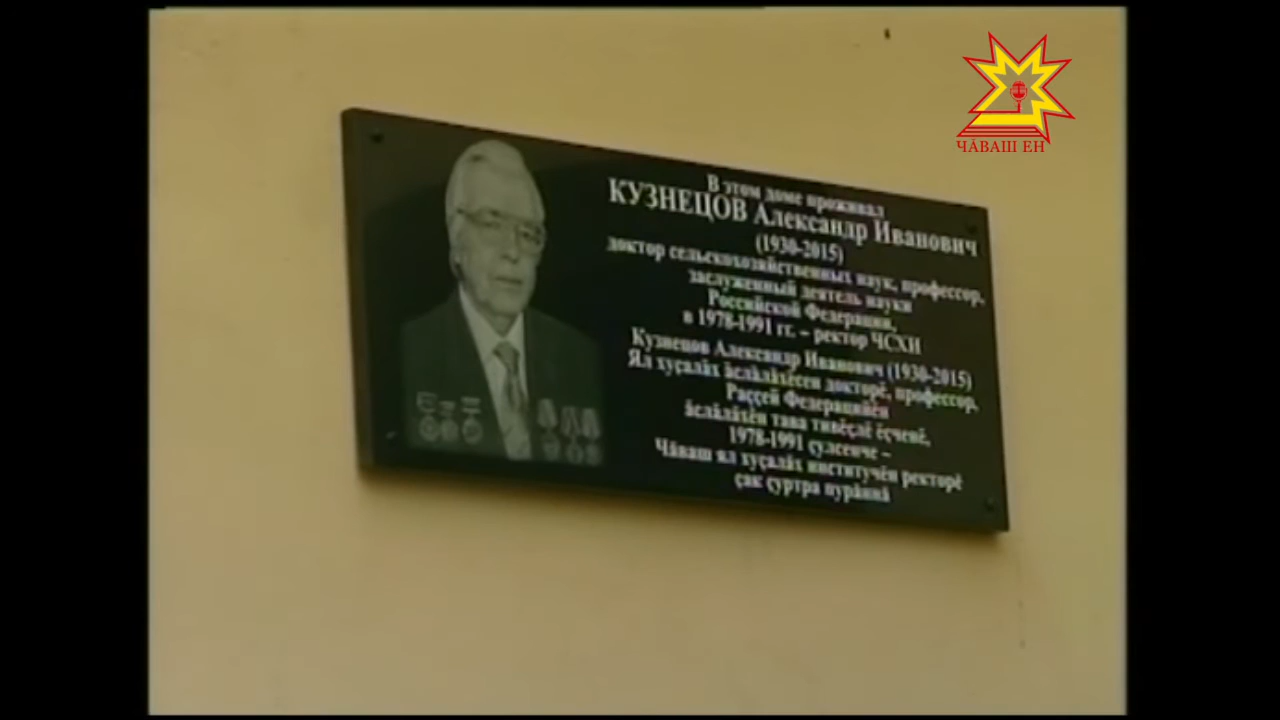 ЧӐВАШ ЕН
В этом доме проживал
КУЗНЕЦОВ Александр Иванович
(1930-2015)
доктор сельскохозяйственных наук, профессор,
заслуженный деятель науки
Российской Федерации,
в 1978-1991 гг. – ректор ЧСХИ
Кузнецов Александр Иванович (1930-2015)
Ял хуҫалӑх ӑслӑлӑхӗсен докторӗ, профессор,
Раҫҫей Федерацийӗн
ӑслӑлӑхӗн тава тивӗҫлӗ ӗҫченӗ,
1978-1991 ҫулсенче –
Чӑваш ял хуҫалӑх институчӗн ректорӗ
ҫак ҫуртра пурӑннӑ